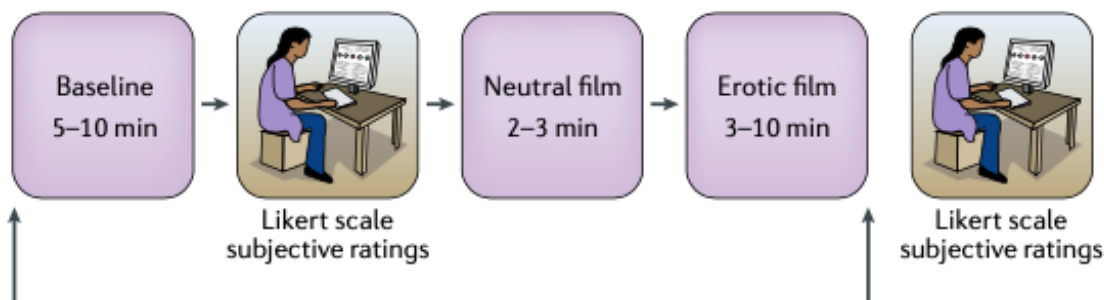 Baseline
5–10 min
Likert scale
subjective ratings
Neutral film
2–3 min
Erotic film
3–10 min
Likert scale
subjective ratings